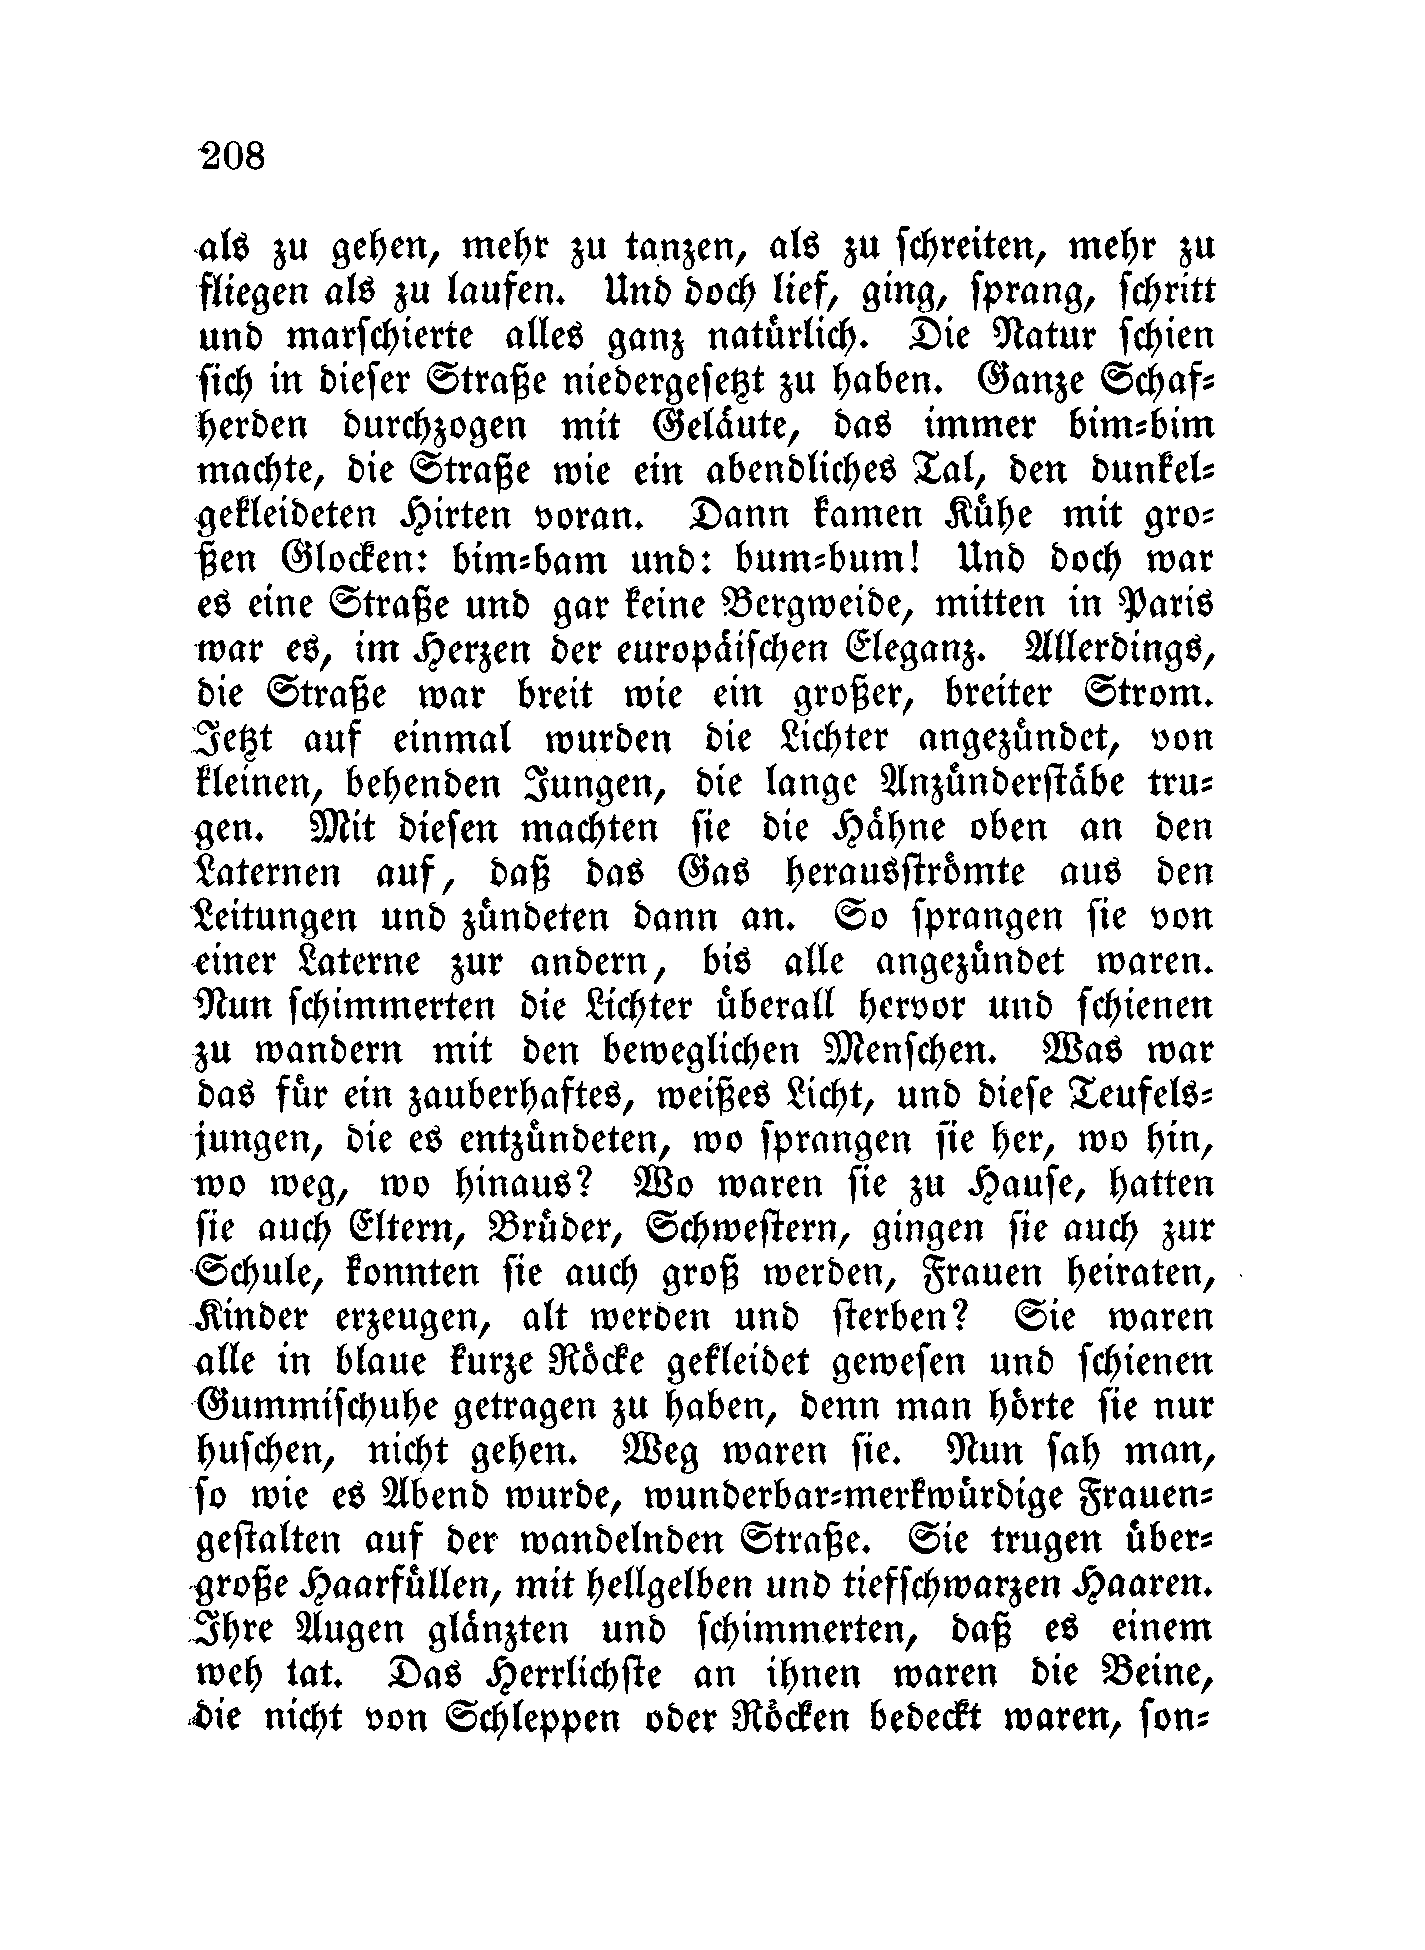 208
als zu gehen, mehr zu tanzen, als zu schreiten, mehr zu
fliegen als zu laufen. Und doch lief, ging, sprang, schritt
und marschierte alles ganz natürlich. Die Natur schien
sich in dieser Straße niedergesetzt zu haben. Ganze Schaf-
herden durchzogen mit Geläute, das immer bim-bim
machte, die Straße wie ein abendliches Tal, den dunkel-
gekleideten Hirten voran. Dann kamen Kühe mit gro-
ßen Glocken: bim-bam und: bum-bum! Und doch war
es eine Straße und gar keine Bergweide, mitten in Paris
war es, im Herzen der europäischen Eleganz. Allerdings,
die Straße war breit wie ein großer, breiter Strom.
Jetzt auf einmal wurden die Lichter angezündet, von
kleinen, behenden Jungen, die lange Anzünderstäbe tru-
gen. Mit diesen machten sie die Hähne oben an den
Laternen auf, daß das Gas herausströmte aus den
Leitungen und zündeten dann an. So sprangen sie von
einer Laterne zur andern, bis alle angezündet waren.
Nun schimmerten die Lichter überall hervor und schienen
zu wandern mit den beweglichen Menschen. Was war
das für ein zauberhaftes, weißes Licht, und diese Teufels-
jungen, die es entzündeten, wo sprangen sie her, wo hin,
wo weg, wo hinaus? Wo waren sie zu Hause, hatten
sie auch Eltern, Brüder, Schwestern, gingen sie auch zur
Schule, konnten sie auch groß werden, Frauen heiraten,
Kinder erzeugen, alt werden und sterben? Sie waren
alle in blaue kurze Röcke gekleidet gewesen und schienen
Gummischuhe getragen zu haben, denn man hörte sie nur
huschen, nicht gehen. Weg waren sie. Nun sah man,
so wie es Abend wurde, wunderbar-merkwürdige Frauen-
gestalten auf der wandelnden Straße. Sie trugen über-
große Haarfüllen, mit hellgelben und tiefschwarzen Haaren.
Ihre Augen glänzten und schimmerten, daß es einem
weh tat. Das Herrlichste an ihnen waren die Beine,
die nicht von Schleppen oder Röcken bedeckt waren, son-